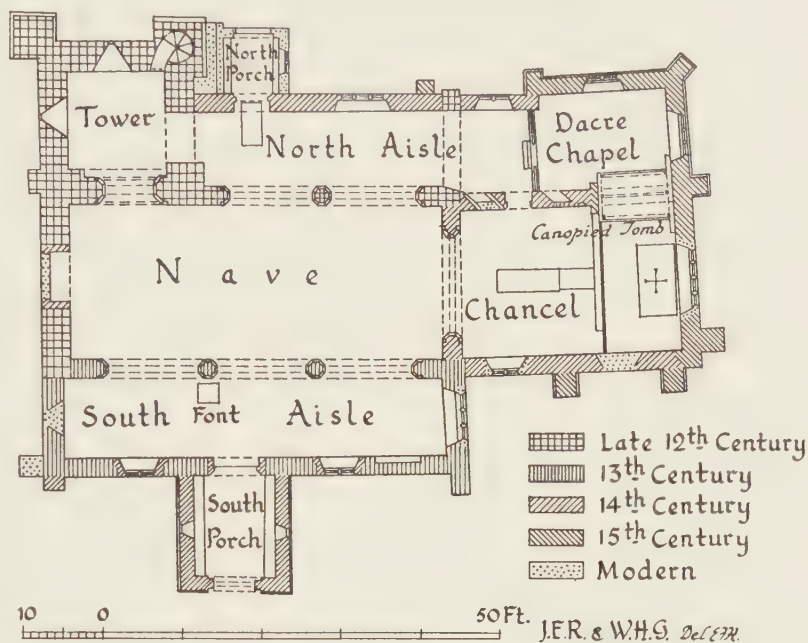 North
Porch
Tower
North Aisle
Dacre
Chapel
Canopied Tomb
Nave
Chancel
South Font Aisle
South
Porch
Late 12th Century
13th Century
14th Century
15th Century
Modern
10 0 50 Ft.
J.E.R. & W.H.G.